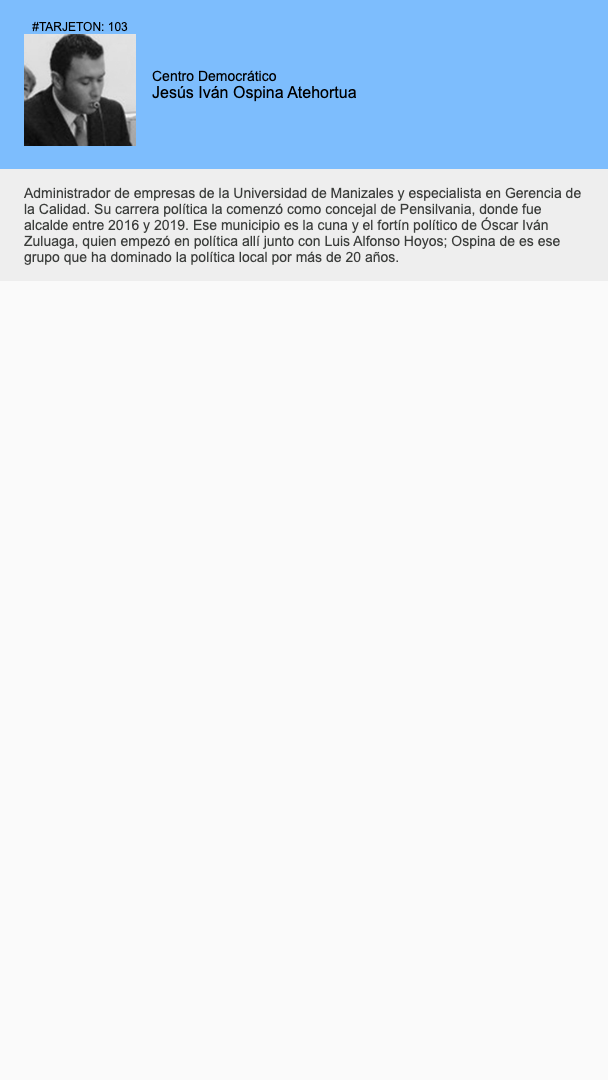 #TARJETON: 103
Centro Democrático
Jesús Iván Ospina Atehortua
Administrador de empresas de la Universidad de Manizales y especialista en Gerencia de
la Calidad. Su carrera política la comenzó como concejal de Pensilvania, donde fue
alcalde entre 2016 y 2019. Ese municipio es la cuna y el fortín político de Óscar Iván
Zuluaga, quien empezó en política allí junto con Luis Alfonso Hoyos; Ospina de es ese
grupo que ha dominado la política local por más de 20 años.